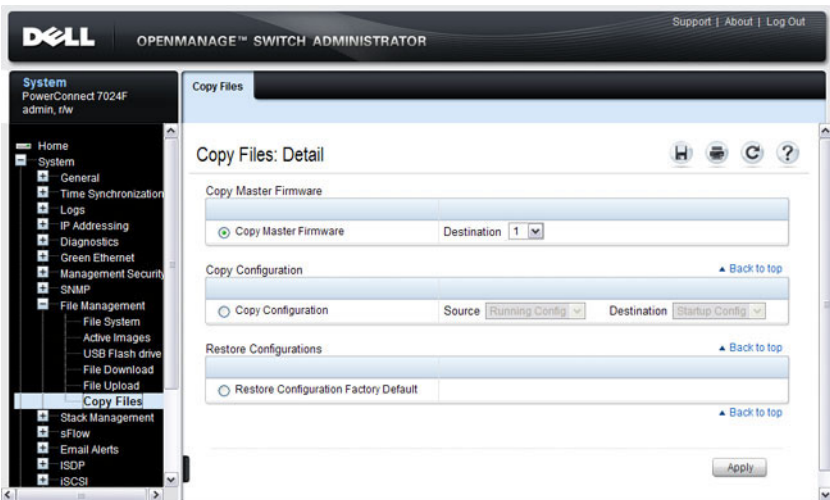 Support | About | Log Out
DELL OPENMANAGE™ SWITCH ADMINISTRATOR
System
PowerConnect 7024F
admin, r/w
Home
System
General
Time Synchronization
Logs
IP Addressing
Diagnostics
Green Ethernet
Management Security
SNMP
File Management
File System
Active Images
USB Flash drive
File Download
File Upload
Copy Files
Stack Management
sFlow
Email Alerts
ISDP
iSCSI
Copy Files
Copy Files: Detail
Copy Master Firmware
Copy Master Firmware Destination 1
Copy Configuration Back to top
Copy Configuration Source Running Config Destination Startup Config
Restore Configurations Back to top
Restore Configuration Factory Default
Back to top
Apply